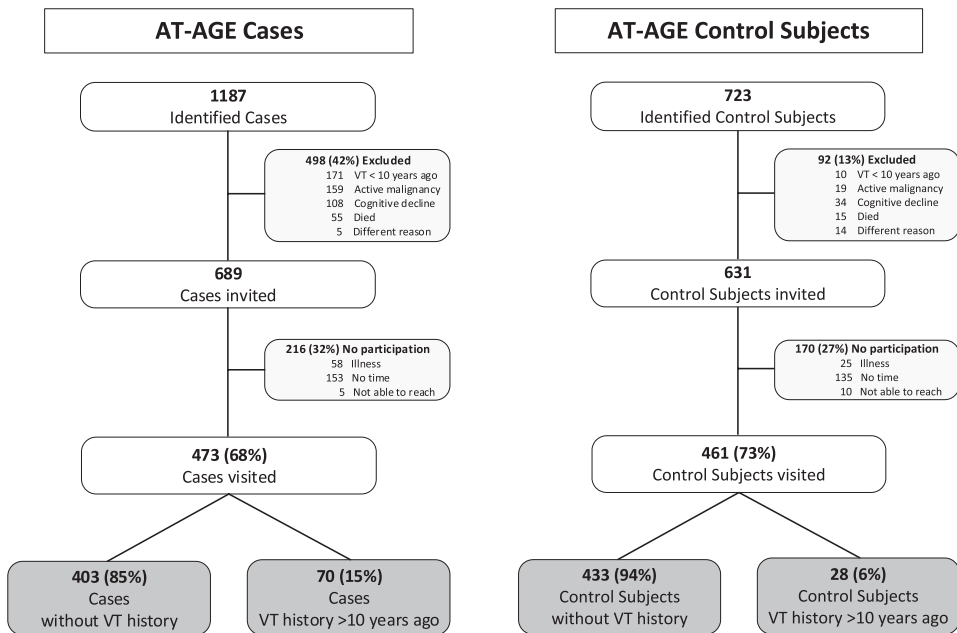 AT-AGE Cases
1187
Identified Cases
498 (42%) Excluded
171 VT < 10 years ago
159 Active malignancy
108 Cognitive decline
55 Died
5 Different reason
689
Cases invited
216 (32%) No participation
58 Illness
153 No time
5 Not able to reach
473 (68%)
Cases visited
403 (85%)
Cases
without VT history
70 (15%)
Cases
VT history >10 years ago
AT-AGE Control Subjects
723
Identified Control Subjects
92 (13%) Excluded
10 VT < 10 years ago
19 Active malignancy
34 Cognitive decline
15 Died
14 Different reason
631
Control Subjects invited
170 (27%) No participation
25 Illness
135 No time
10 Not able to reach
461 (73%)
Control Subjects visited
433 (94%)
Control Subjects
without VT history
28 (6%)
Control Subjects
VT history >10 years ago